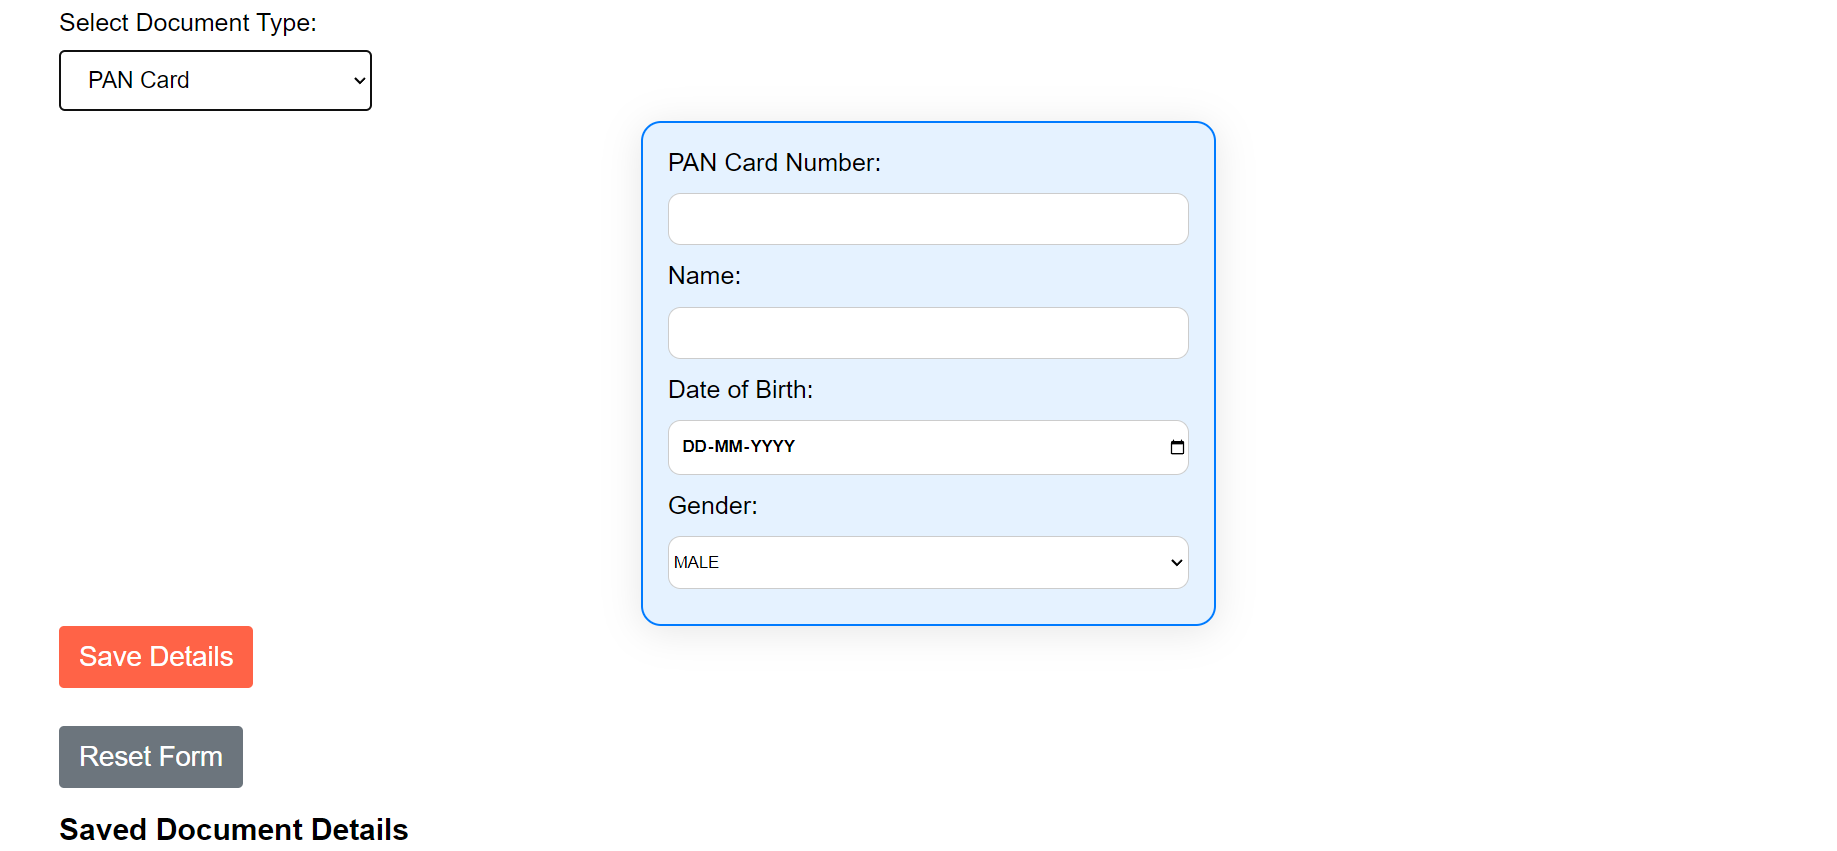 Select Document Type:
PAN Card
PAN Card Number:
Name:
Date of Birth:
DD-MM-YYYY
Gender:
MALE
Save Details
Reset Form
Saved Document Details